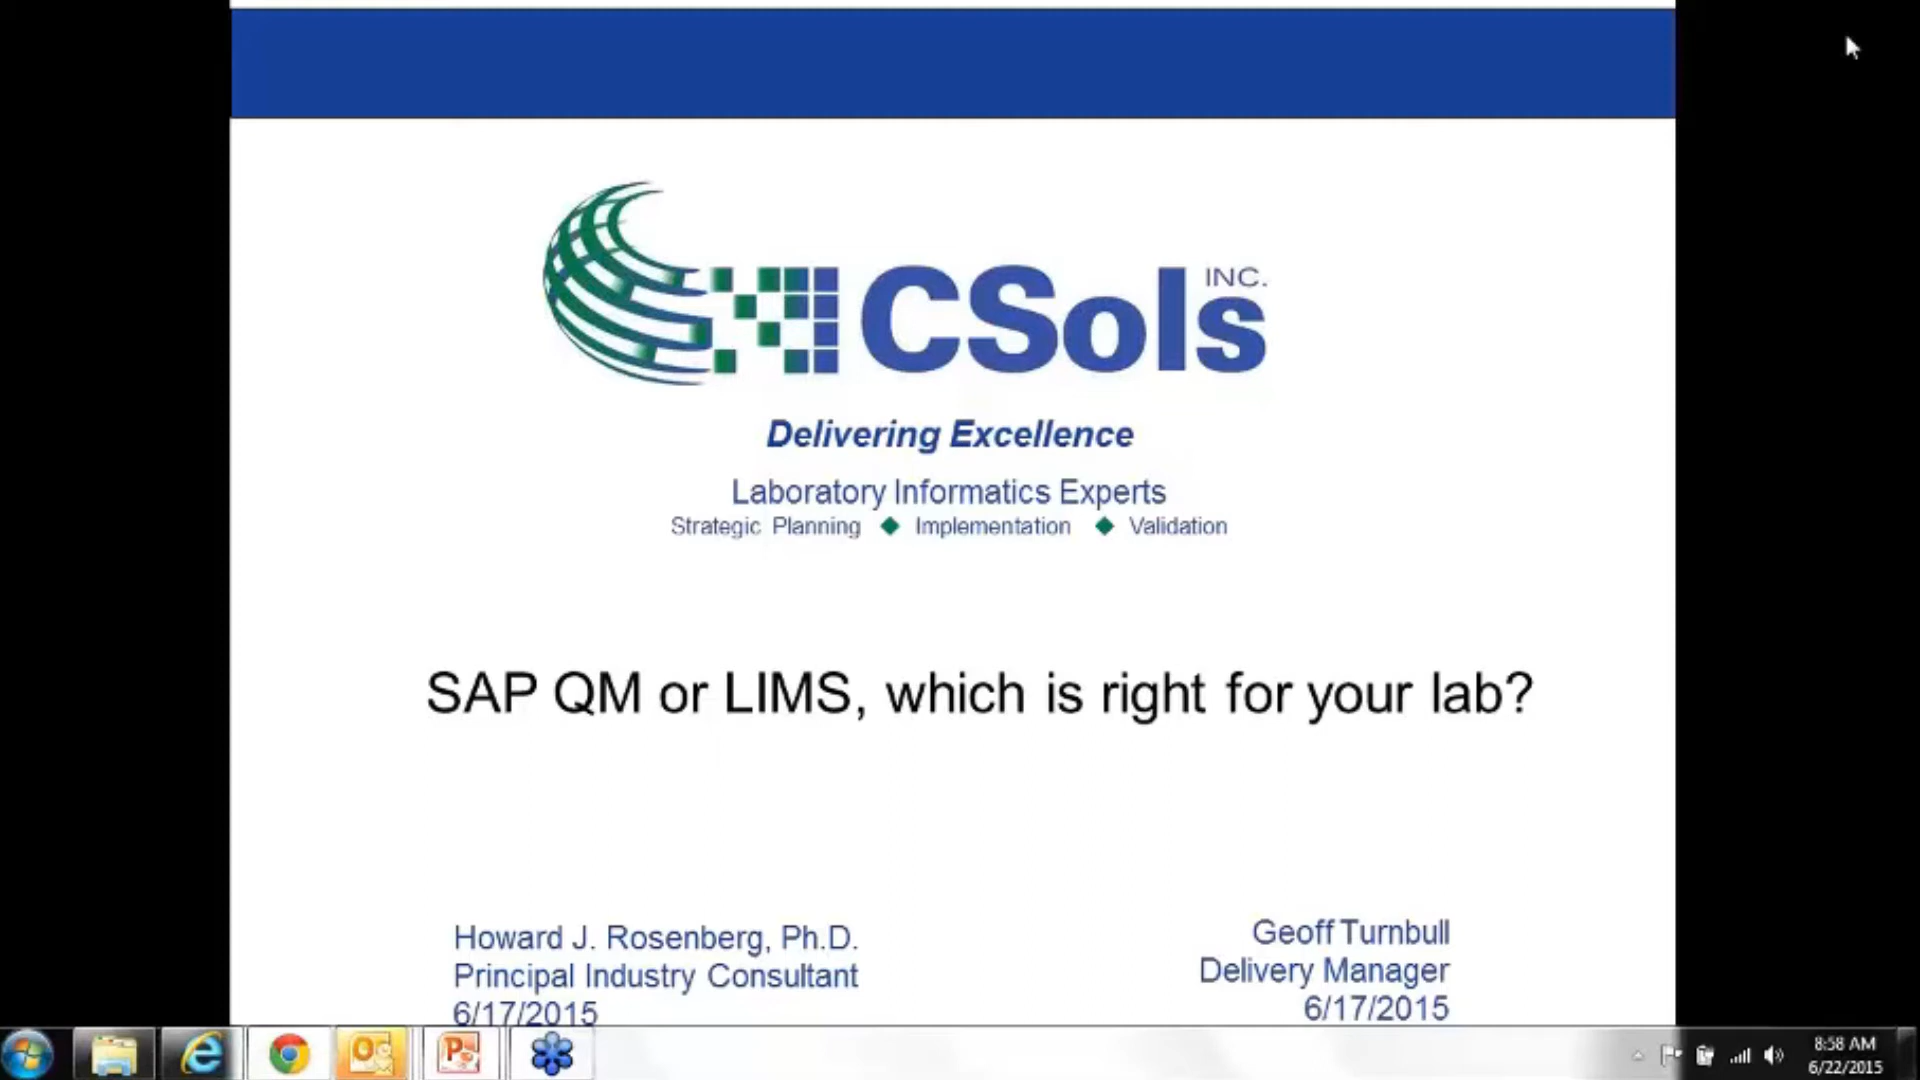 CSols INC.
Delivering Excellence
Laboratory Informatics Experts
Strategic Planning ◆ Implementation ◆ Validation
SAP QM or LIMS, which is right for your lab?
Howard J. Rosenberg, Ph.D.
Principal Industry Consultant
6/17/2015
Geoff Turnbull
Delivery Manager
6/17/2015
8:58 AM
6/22/2015